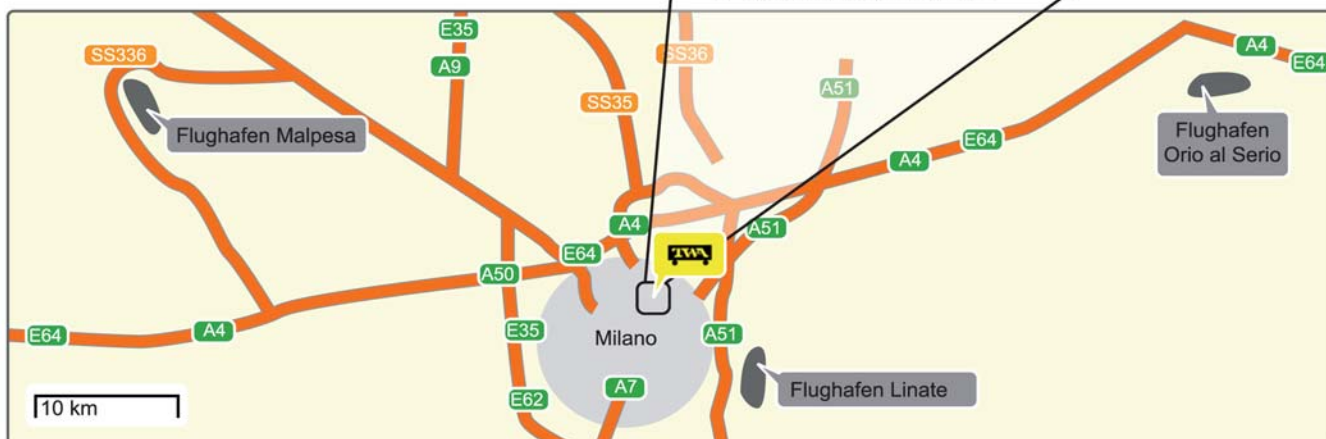 E35
A4
E64
SS336
A9
SS36
A51
SS35
Flughafen Malpesa
E64
Flughafen
Orio al Serio
A4
A4
A51
E64
TWA
A50
E64
A4
E35
Milano
A51
A7
Flughafen Linate
10 km
E62